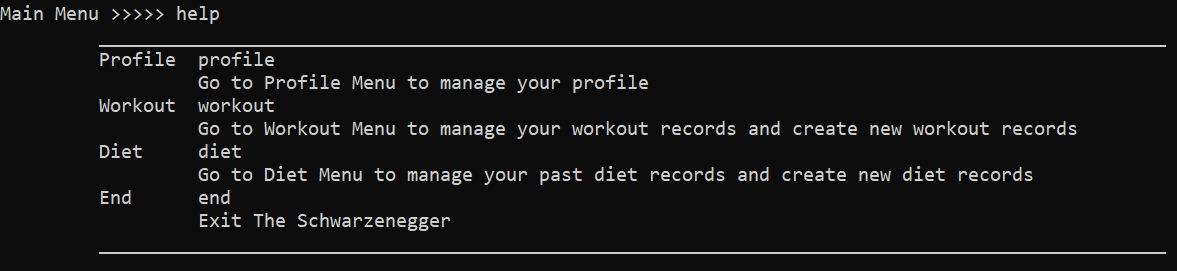 Main Menu >>>>> help
Profile  profile
Go to Profile Menu to manage your profile
Workout  workout
Go to Workout Menu to manage your workout records and create new workout records
Diet     diet
Go to Diet Menu to manage your past diet records and create new diet records
End      end
Exit The Schwarzenegger